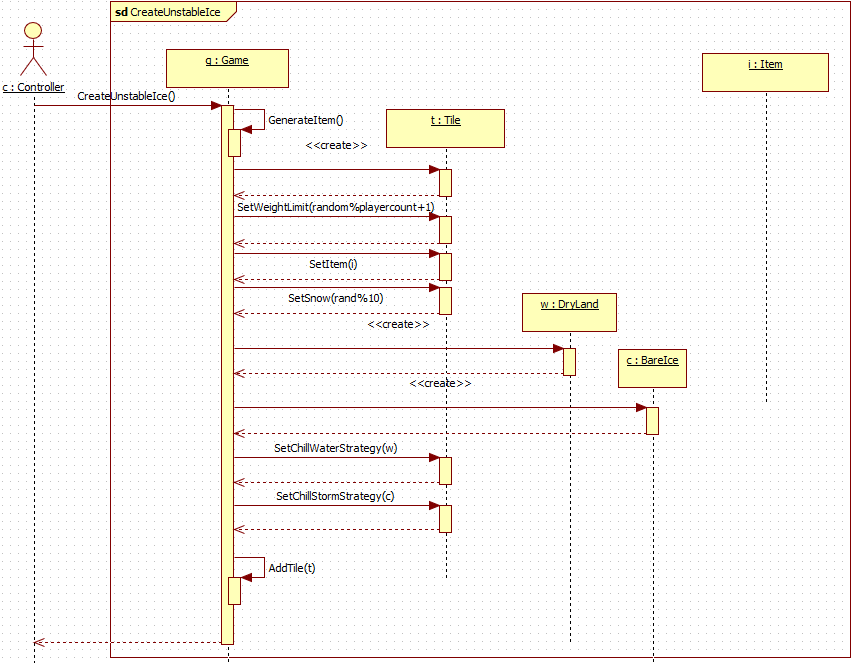 sd CreateUnstableIce
g : Game
i : Item
c : Controller
CreateUnstableIce()
GenerateItem()
t : Tile
<<create>>
SetWeightLimit(random%playercount+1)
SetItem(i)
SetSnow(rand%10)
w : DryLand
<<create>>
c : BareIce
<<create>>
SetChillWaterStrategy(w)
SetChillStormStrategy(c)
AddTile(t)